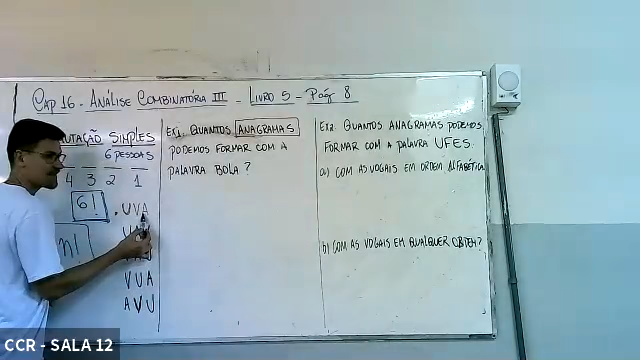 CAP 16 - ANÁLISE COMBINATÓRIA III - LIVRO 5 - PÁG 8
SIMPLES
6 PESSOAS
4 3 2 1
6!
n!
. UVA
VUA
AVU
EX1. QUANTOS ANAGRAMAS
PODEMOS FORMAR COM A
PALAVRA BOLA ?
EX2. QUANTOS ANAGRAMAS PODEMOS
FORMAR COM A PALAVRA UFES.
a) COM AS VOGAIS EM ORDEM ALFABÉTICA
b) COM AS VOGAIS EM QUALQUER ORDEM?
CCR - SALA 12